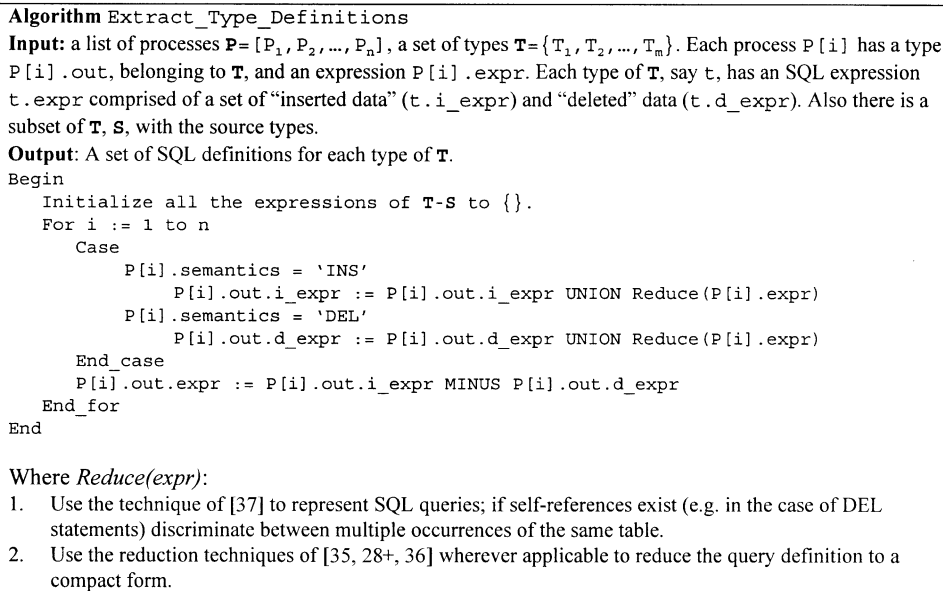 Algorithm Extract_Type_Definitions
Input: a list of processes P=[P1,P2,…,Pn], a set of types T={T1,T2,…,Tm}. Each process P[i] has a type
P[i].out, belonging to T, and an expression P[i].expr. Each type of T, say t, has an SQL expression
t.expr comprised of a set of “inserted data” (t.i_expr) and “deleted” data (t.d_expr). Also there is a
subset of T, S, with the source types.
Output: A set of SQL definitions for each type of T.
Begin
Initialize all the expressions of T-S to {}.
For i := 1 to n
Case
P[i].semantics = ‘INS’
P[i].out.i_expr := P[i].out.i_expr UNION Reduce(P[i].expr)
P[i].semantics = ‘DEL’
P[i].out.d_expr := P[i].out.d_expr UNION Reduce(P[i].expr)
End_case
P[i].out.expr := P[i].out.i_expr MINUS P[i].out.d_expr
End_for
End
Where Reduce(expr):
1. Use the technique of [37] to represent SQL queries; if self-references exist (e.g. in the case of DEL
statements) discriminate between multiple occurrences of the same table.
2. Use the reduction techniques of [35, 28+, 36] wherever applicable to reduce the query definition to a
compact form.